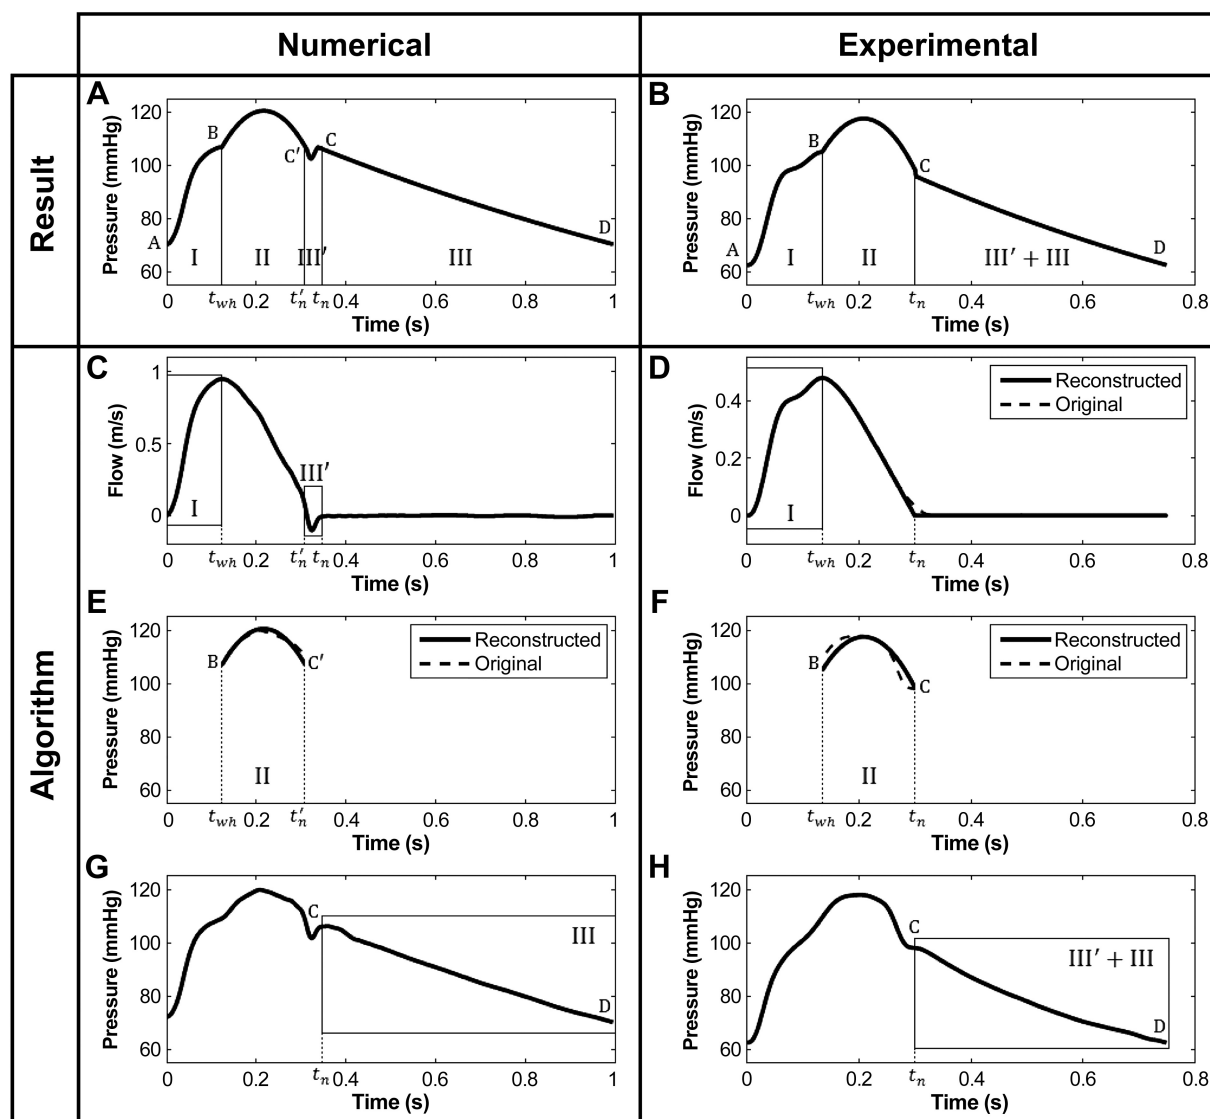 Numerical
Experimental
Result
Algorithm
A
Pressure (mmHg)
120
100
80
60
A
B
C′
C
D
I
II
III′
III
0
t_wh
0.2
t′_n
t_n
0.4
0.6
0.8
1
Time (s)
B
Pressure (mmHg)
120
100
80
60
A
B
C
D
I
II
III′ + III
0
t_wh
0.2
t_n
0.4
0.6
0.8
Time (s)
C
Flow (m/s)
1
0.5
0
I
III′
0
t_wh
0.2
t′_n
t_n
0.4
0.6
0.8
1
Time (s)
D
Flow (m/s)
0.4
0.2
0
I
Reconstructed
Original
0
t_wh
0.2
t_n
0.4
0.6
0.8
Time (s)
E
Pressure (mmHg)
120
100
80
60
B
C′
II
Reconstructed
Original
0
t_wh
0.2
t′_n
0.4
0.6
0.8
1
Time (s)
F
Pressure (mmHg)
120
100
80
60
B
C
II
Reconstructed
Original
0
t_wh
0.2
t_n
0.4
0.6
0.8
Time (s)
G
Pressure (mmHg)
120
100
80
60
C
III
D
0
0.2
t_n
0.4
0.6
0.8
1
Time (s)
H
Pressure (mmHg)
120
100
80
60
C
III′ + III
D
0
0.2
t_n
0.4
0.6
0.8
Time (s)